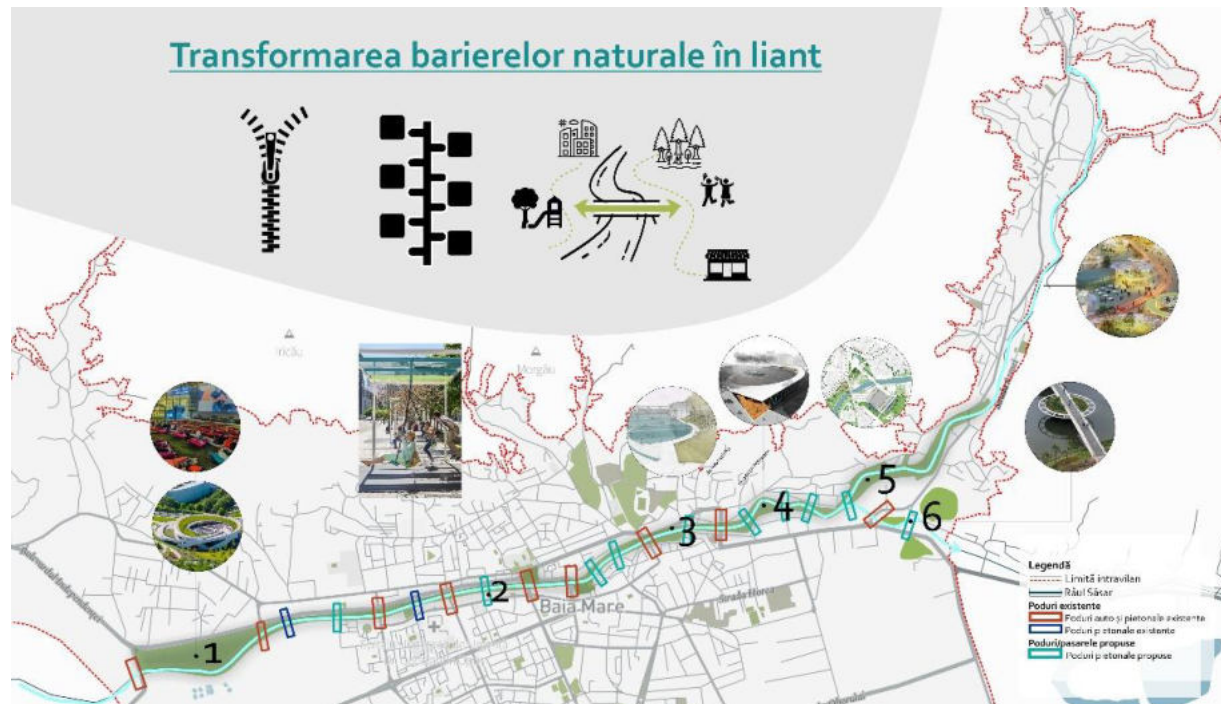 Transformarea barierelor naturale în liant
Morgău
1
2
3
4
5
6
Baia Mare
Legendă
Limită intravilan
Râul Săsar
Poduri existente
Poduri auto și pietonale existente
Poduri pietonale existente
Poduri/pasarele propuse
Poduri pietonale propuse